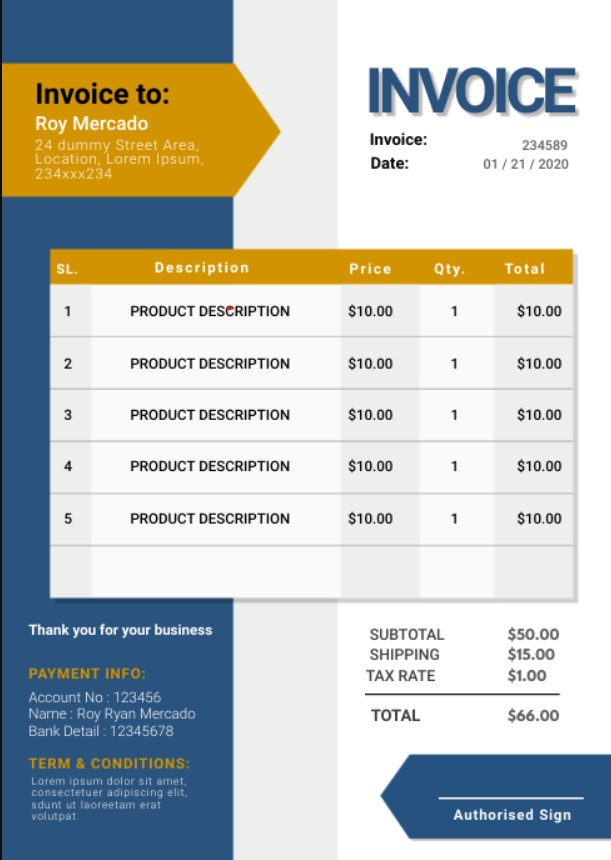 Invoice to:
Roy Mercado
24 dummy Street Area,
Location, Lorem Ipsum,
234xxx234
INVOICE
Invoice: 234589
Date: 01 / 21 / 2020
SL. Description Price Qty. Total
1 PRODUCT DESCRIPTION $10.00 1 $10.00
2 PRODUCT DESCRIPTION $10.00 1 $10.00
3 PRODUCT DESCRIPTION $10.00 1 $10.00
4 PRODUCT DESCRIPTION $10.00 1 $10.00
5 PRODUCT DESCRIPTION $10.00 1 $10.00
Thank you for your business
PAYMENT INFO:
Account No : 123456
Name : Roy Ryan Mercado
Bank Detail : 12345678
TERM & CONDITIONS:
Lorem ipsum dolor sit amet,
consectetuer adipiscing elit,
sdunt ut laoreetam erat
volutpat.
SUBTOTAL $50.00
SHIPPING $15.00
TAX RATE $1.00
TOTAL $66.00
Authorised Sign